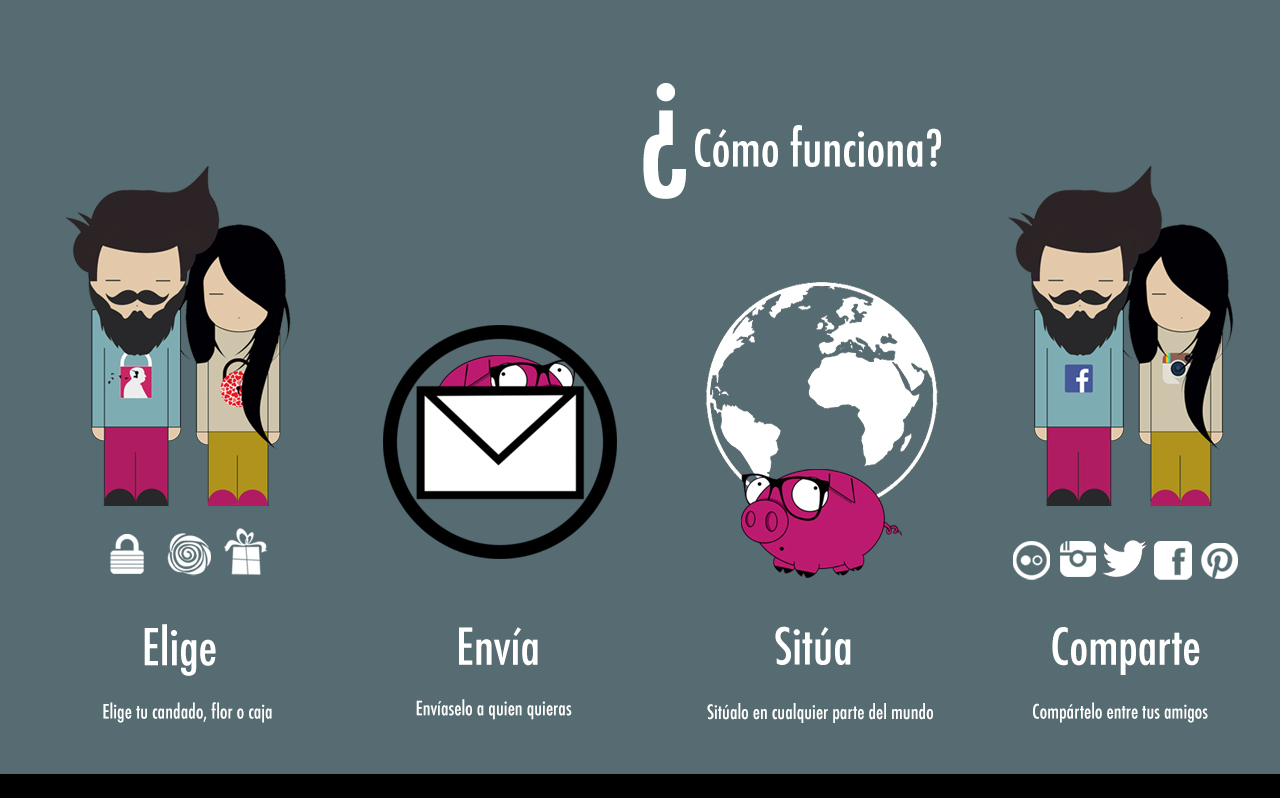 ¿Cómo funciona?
Elige
Elige tu candado, flor o caja
Envía
Envíaselo a quien quieras
Sitúa
Sitúalo en cualquier parte del mundo
Comparte
Compártelo entre tus amigos